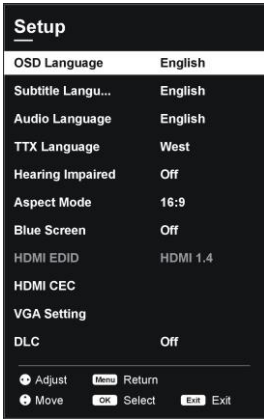 Setup
OSD Language English
Subtitle Langu... English
Audio Language English
TTX Language West
Hearing Impaired Off
Aspect Mode 16:9
Blue Screen Off
HDMI EDID HDMI 1.4
HDMI CEC
VGA Setting
DLC Off
Adjust Menu Return
Move OK Select Exit Exit